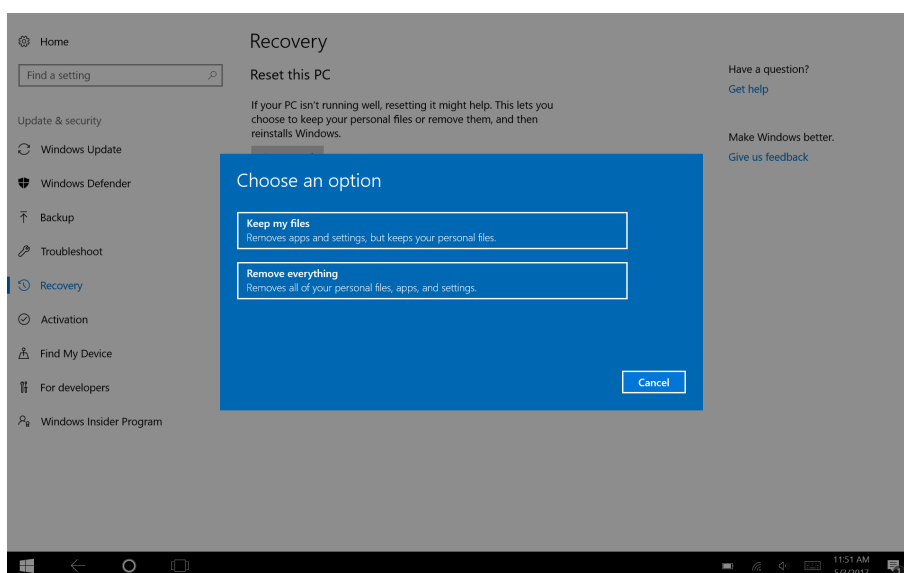 Home
Find a setting
Update & security
Windows Update
Windows Defender
Backup
Troubleshoot
Recovery
Activation
Find My Device
For developers
Windows Insider Program
Recovery
Reset this PC
If your PC isn't running well, resetting it might help. This lets you
choose to keep your personal files or remove them, and then
reinstalls Windows.
Have a question?
Get help
Make Windows better.
Give us feedback
Choose an option
Keep my files
Removes apps and settings, but keeps your personal files.
Remove everything
Removes all of your personal files, apps, and settings.
Cancel
11:51 AM